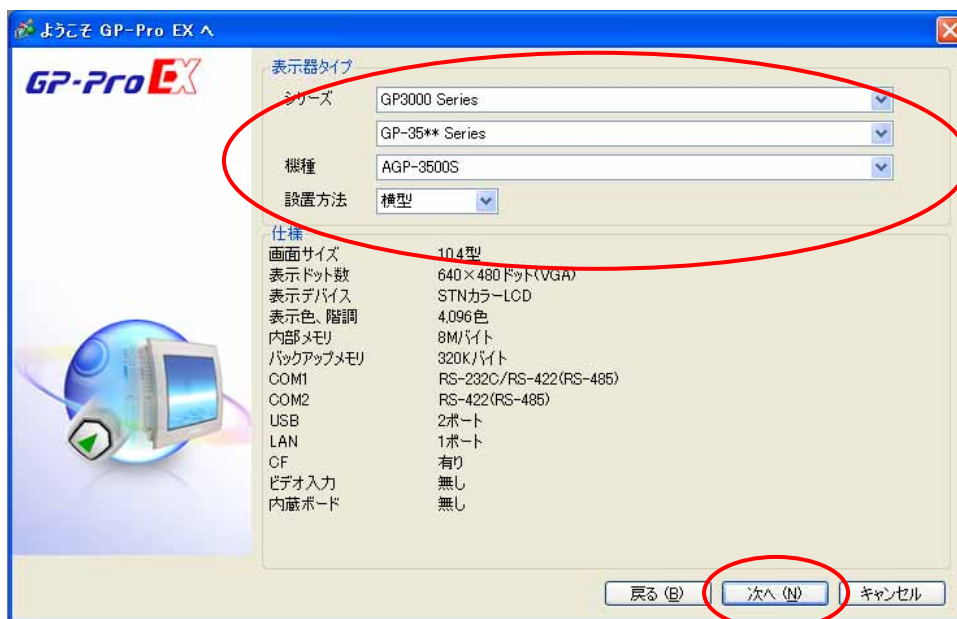 ようこそ GP-Pro EX へ
GP-Pro EX
表示器タイプ
シリーズ GP3000 Series
GP-35** Series
機種 AGP-3500S
設置方法 横型
仕様
画面サイズ 10.4型
表示ドット数 640×480ドット(VGA)
表示デバイス STNカラーLCD
表示色、階調 4,096色
内部メモリ 8Mバイト
バックアップメモリ 320Kバイト
COM1 RS-232C/RS-422(RS-485)
COM2 RS-422(RS-485)
USB 2ポート
LAN 1ポート
CF 有り
ビデオ入力 無し
内蔵ボード 無し
戻る (B) 次へ (N) キャンセル